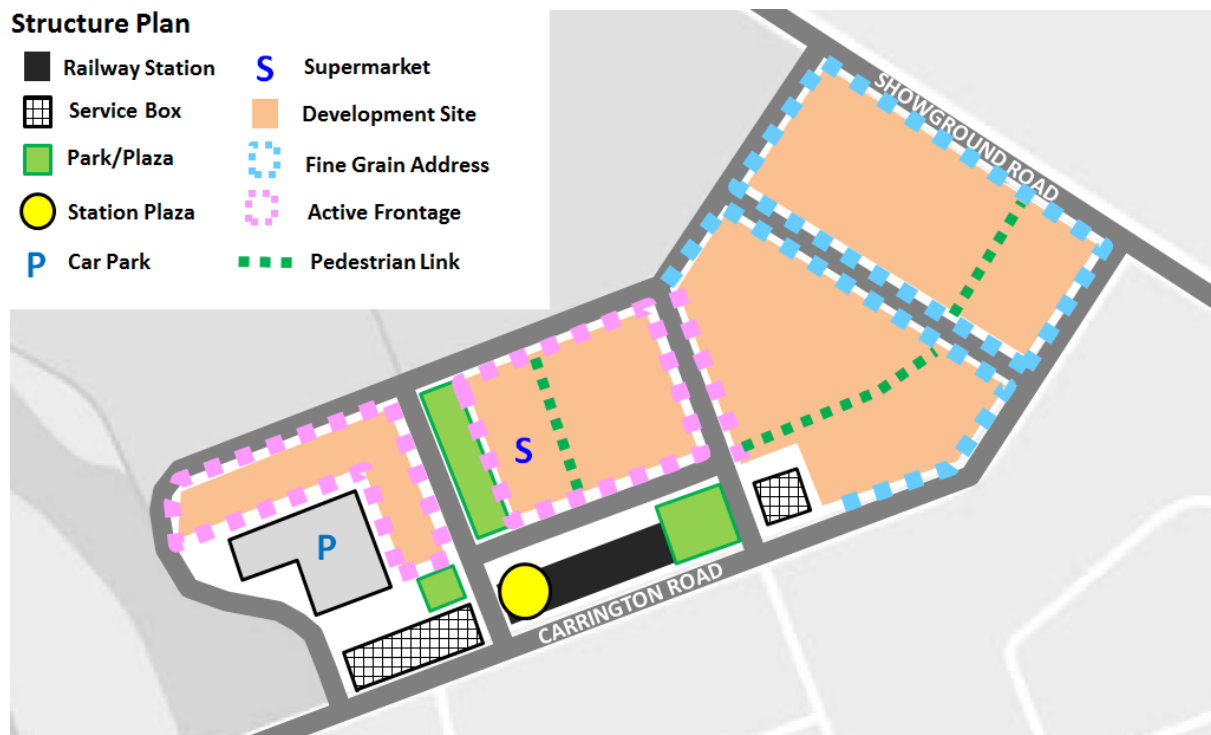 Structure Plan
Railway Station
S Supermarket
Service Box
Development Site
Park/Plaza
Fine Grain Address
Station Plaza
Active Frontage
P Car Park
Pedestrian Link
SHOWGROUND ROAD
S
P
CARRINGTON ROAD